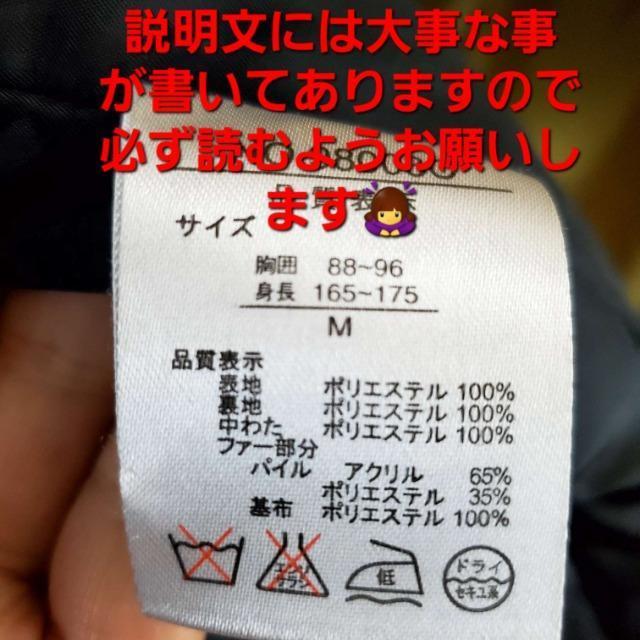 説明文には大事な事
が書いてありますので
必ず読むようお願いし
ます🙇‍♀️
サイズ
胸囲 88~96
身長 165~175
M
品質表示
表地 ポリエステル 100%
裏地 ポリエステル 100%
中わた ポリエステル 100%
ファー部分
パイル アクリル 65%
ポリエステル 35%
基布 ポリエステル 100%
低
ドライ
セキユ系